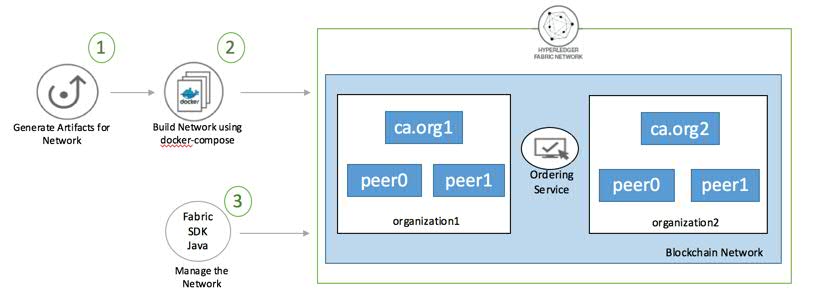 1
Generate Artifacts for
Network
2
docker
Build Network using
docker-compose
3
Fabric
SDK
Java
Manage the
Network
HYPERLEDGER
FABRIC NETWORK
ca.org1
peer0 peer1
organization1
Ordering
Service
ca.org2
peer0 peer1
organization2
Blockchain Network